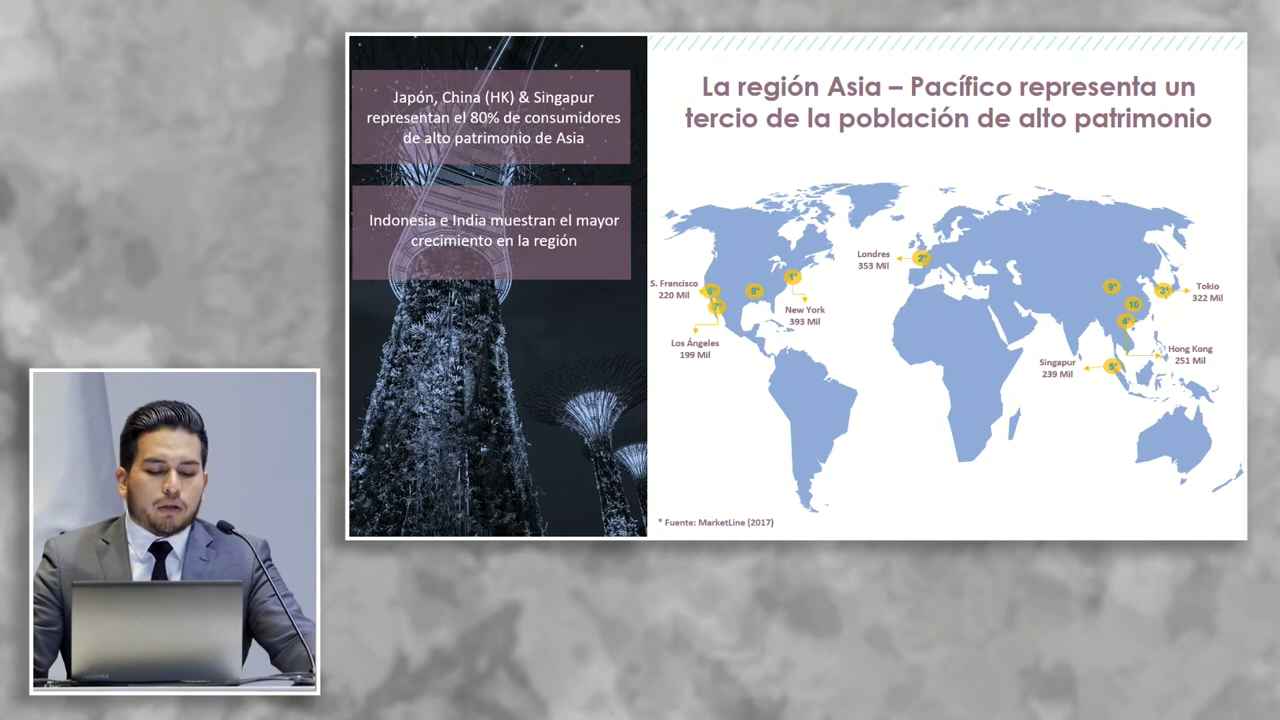 Japón, China (HK) & Singapur
representan el 80% de consumidores
de alto patrimonio de Asia
Indonesia e India muestran el mayor
crecimiento en la región
La región Asia – Pacífico representa un
tercio de la población de alto patrimonio
Londres
353 Mil
2°
S. Francisco
220 Mil
6°
7°
8°
1°
New York
393 Mil
Los Ángeles
199 Mil
9°
10
3°
4°
Tokio
322 Mil
Hong Kong
251 Mil
Singapur
239 Mil
5°
* Fuente: MarketLine (2017)